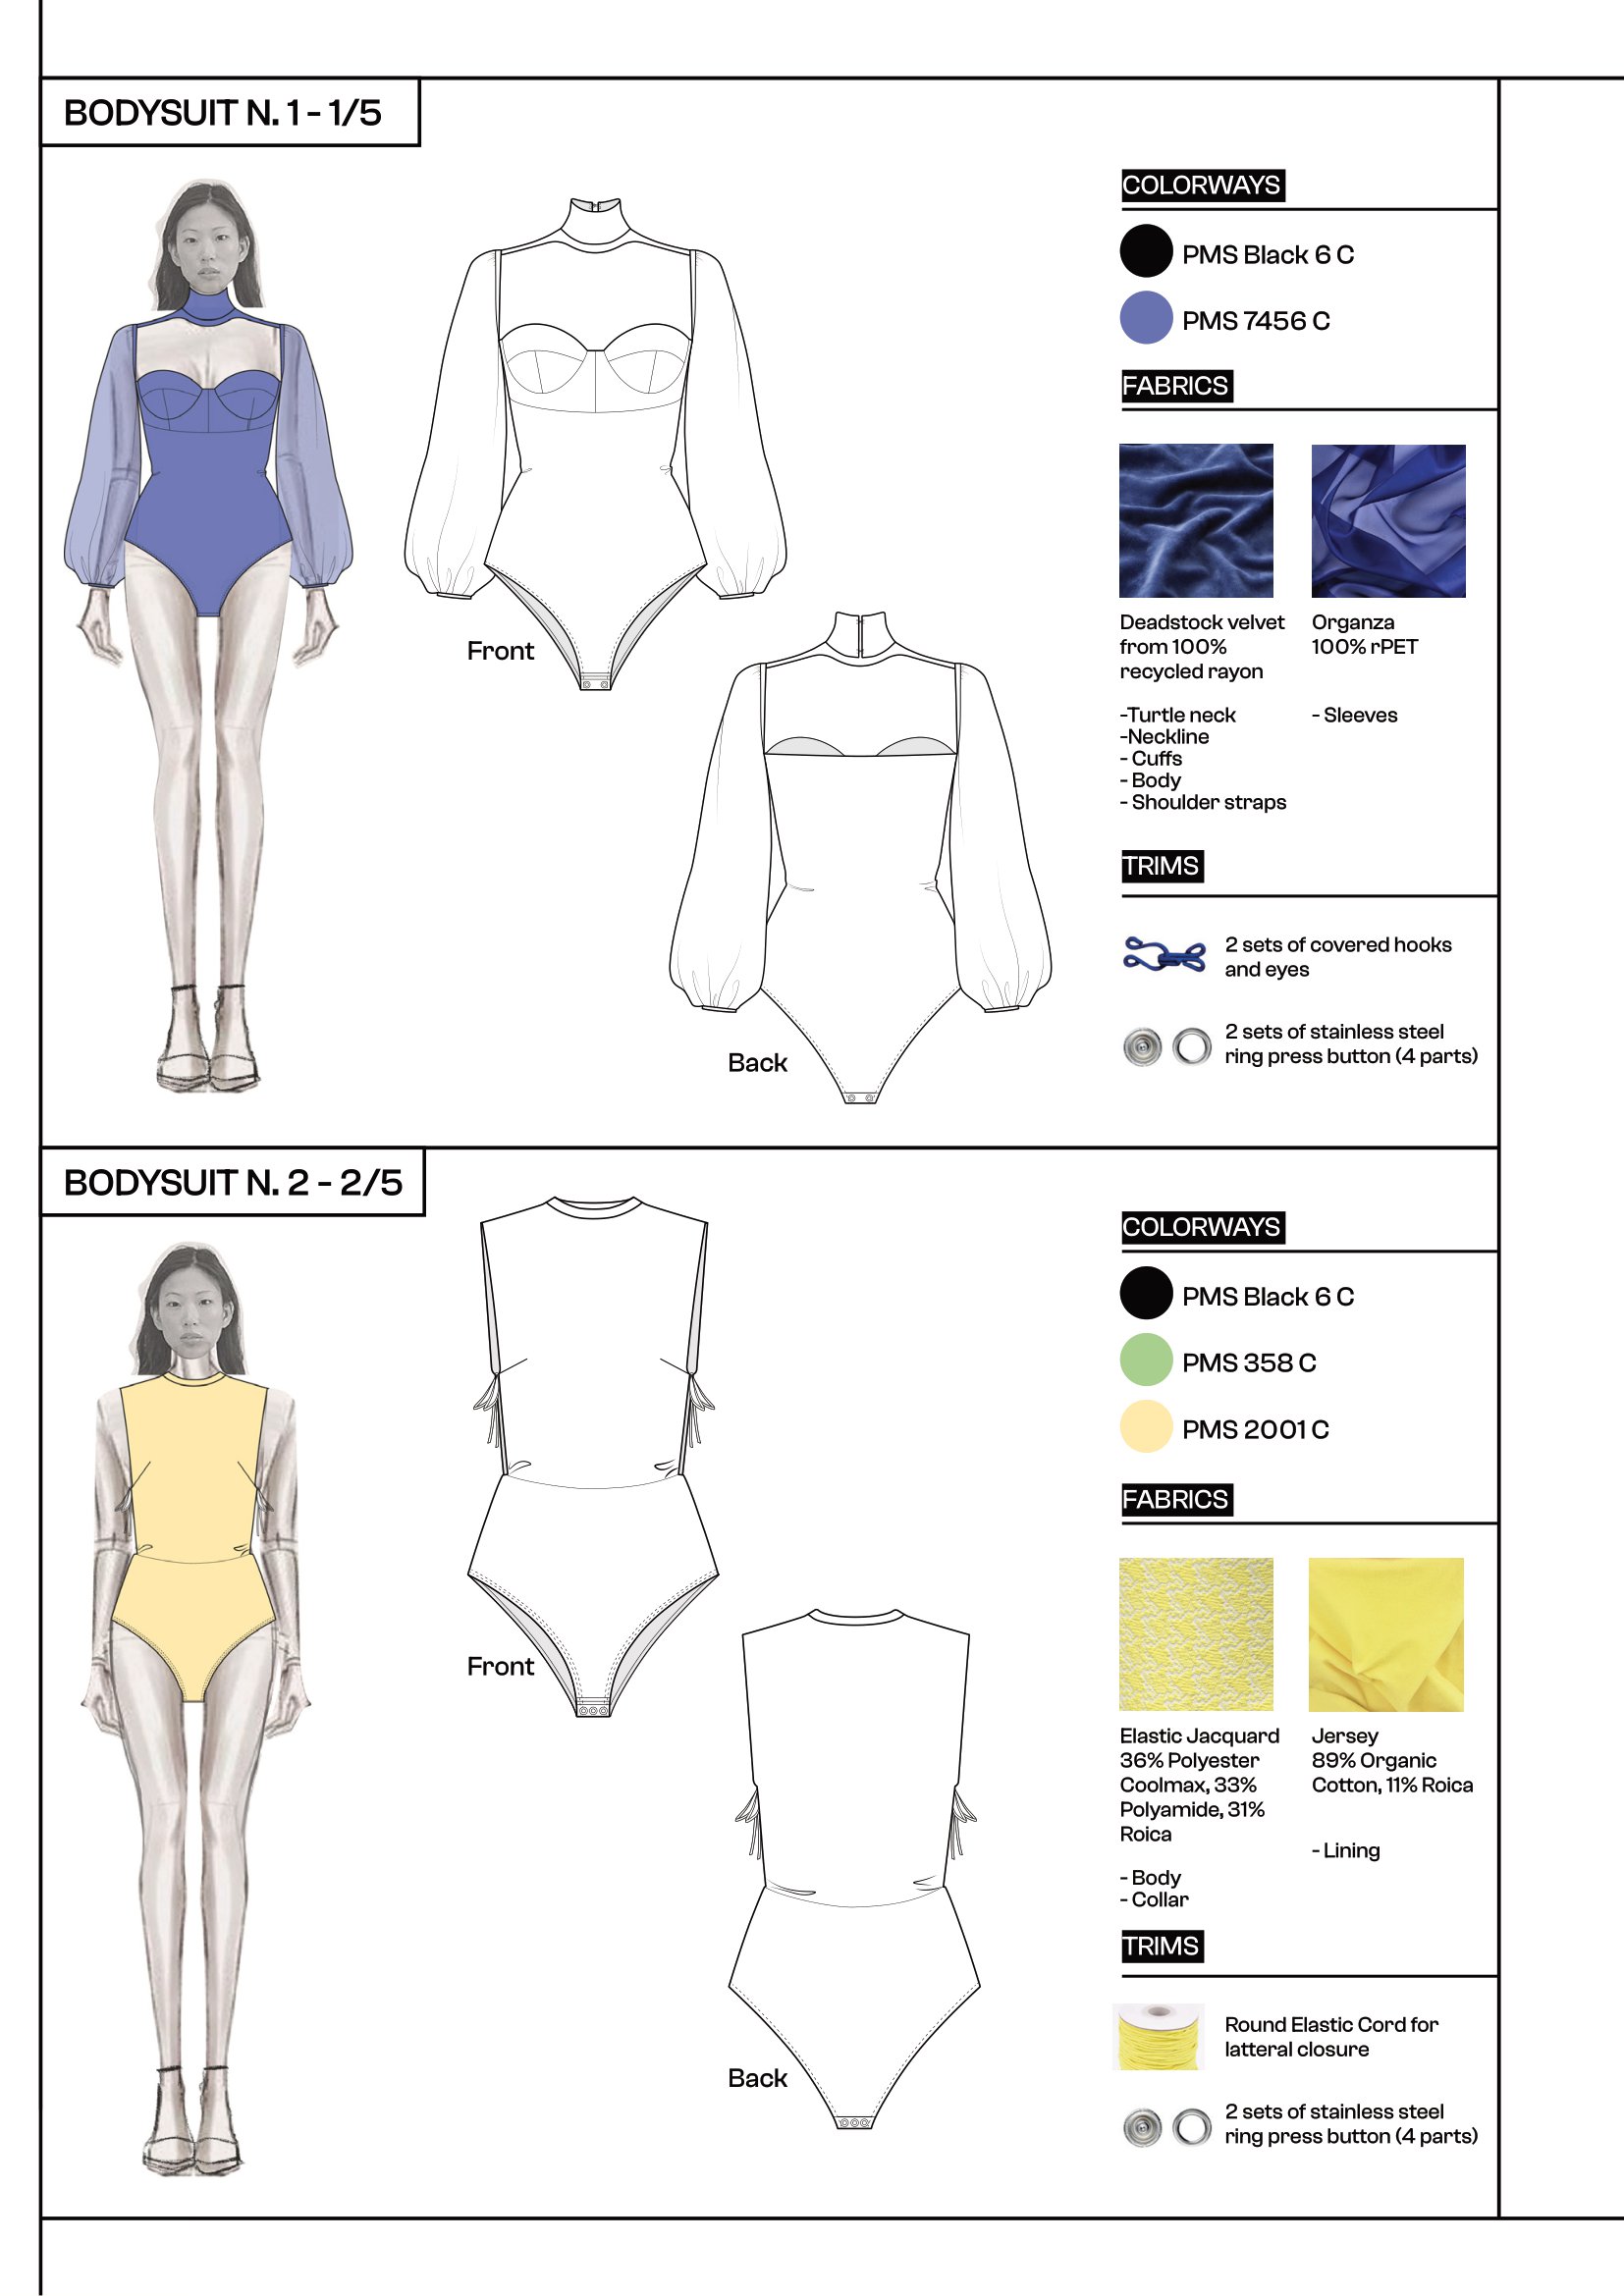 BODYSUIT N. 1 - 1/5
COLORWAYS
PMS Black 6 C
PMS 7456 C
FABRICS
Deadstock velvet
from 100%
recycled rayon
-Turtle neck
-Neckline
- Cuffs
- Body
- Shoulder straps
Organza
100% rPET
- Sleeves
Front
Back
TRIMS
2 sets of covered hooks
and eyes
2 sets of stainless steel
ring press button (4 parts)
BODYSUIT N. 2 - 2/5
COLORWAYS
PMS Black 6 C
PMS 358 C
PMS 2001 C
FABRICS
Elastic Jacquard
36% Polyester
Coolmax, 33%
Polyamide, 31%
Roica
- Body
- Collar
Jersey
89% Organic
Cotton, 11% Roica
- Lining
Front
Back
TRIMS
Round Elastic Cord for
latteral closure
2 sets of stainless steel
ring press button (4 parts)